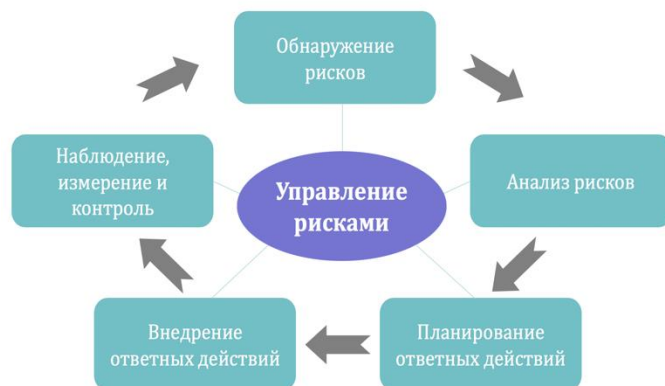 Обнаружение
рисков
Наблюдение,
измерение и
контроль
Управление
рисками
Анализ рисков
Внедрение
ответных действий
Планирование
ответных действий